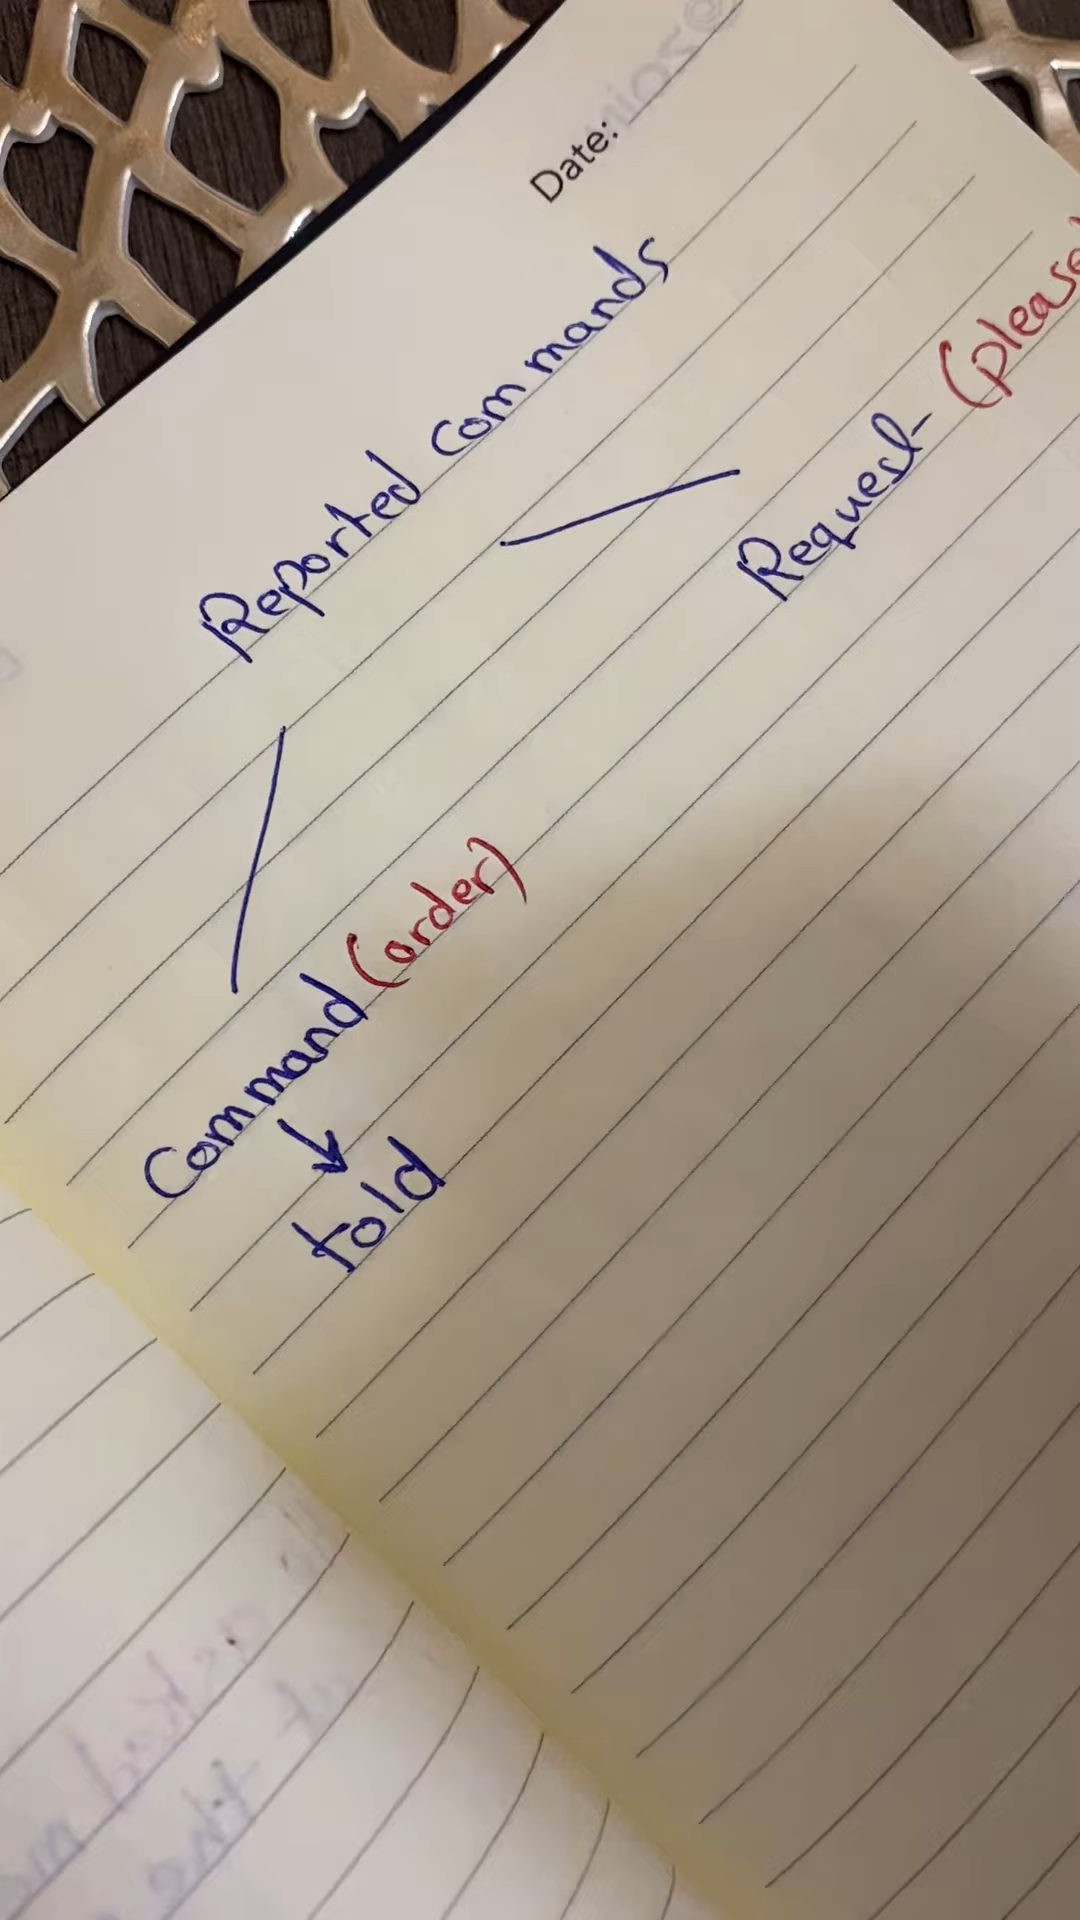 Date:
Reported commands
Command (order) Request (please)
↓
told